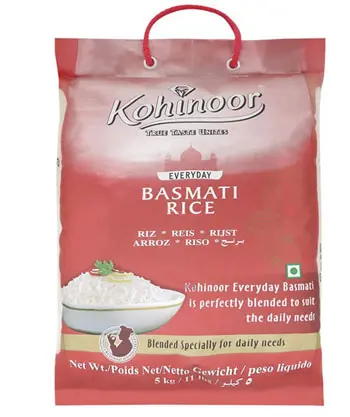 Kohinoor
TRUE TASTE UNITES
EVERYDAY
BASMATI
RICE
RIZ * REIS * RIJST
ARROZ * RISO * برنج
Kohinoor Everyday Basmati
is perfectly blended to suit
the daily needs
Blended Specially for daily needs
Net Wt./Poids Net/Netto Gewicht / peso liquido
5 kg / 11 lbs / ٥ كيلو